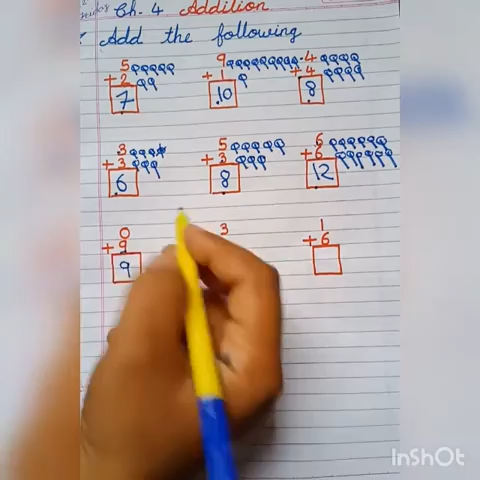 Ch. 4 Addition
Add the following
5 9 4
+ 2 + 1 + 4
7 10 8
3 5 6
+ 3 + 3 + 6
6 8 12
0 3 1
+ 9 + 6
9
InShOt